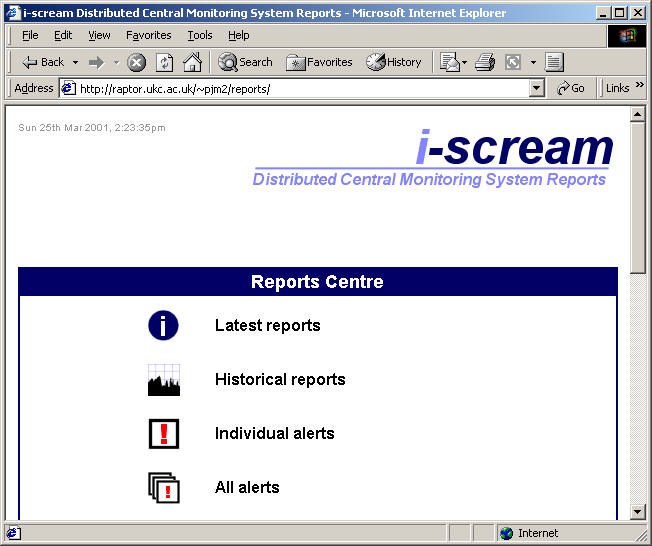 i-scream Distributed Central Monitoring System Reports - Microsoft Internet Explorer
File Edit View Favorites Tools Help
Back Search Favorites History
Address http://raptor.ukc.ac.uk/~pjm2/reports/ Go Links »
Sun 25th Mar 2001, 2:23:35pm
i-scream
Distributed Central Monitoring System Reports
Reports Centre
Latest reports
Historical reports
Individual alerts
All alerts
Internet